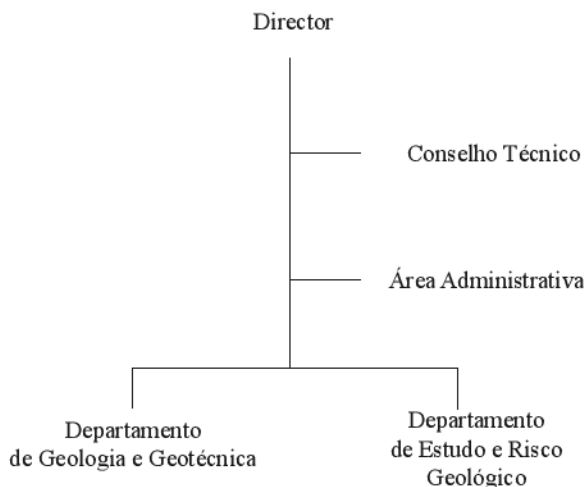 Director
Conselho Técnico
Área Administrativa
Departamento
de Geologia e Geotécnica
Departamento
de Estudo e Risco
Geológico